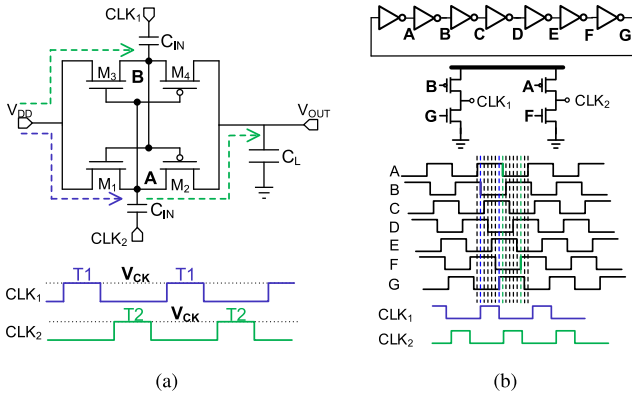 CLK1
CIN
M3 B M4
VDD
VOUT
M1 A M2
CL
CIN
CLK2
T1 VCK T1
CLK1
T2 VCK T2
CLK2
(a)
A B C D E F G
B CLK1 A CLK2
G F
A
B
C
D
E
F
G
CLK1
CLK2
(b)